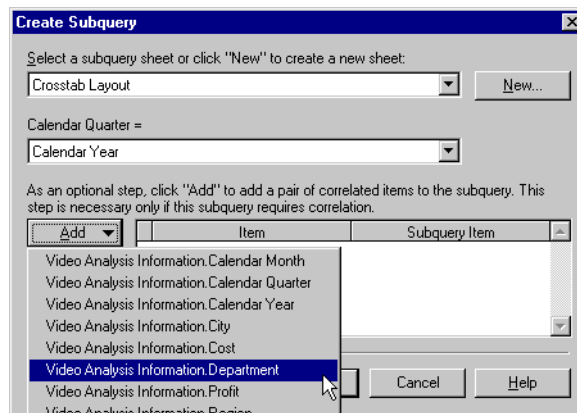 Create Subquery
Select a subquery sheet or click "New" to create a new sheet:
Crosstab Layout
New...
Calendar Quarter =
Calendar Year
As an optional step, click "Add" to add a pair of correlated items to the subquery. This
step is necessary only if this subquery requires correlation.
Add
Item
Subquery Item
Video Analysis Information.Calendar Month
Video Analysis Information.Calendar Quarter
Video Analysis Information.Calendar Year
Video Analysis Information.City
Video Analysis Information.Cost
Video Analysis Information.Department
Cancel
Help
Video Analysis Information.Profit
Video Analysis Information.Region